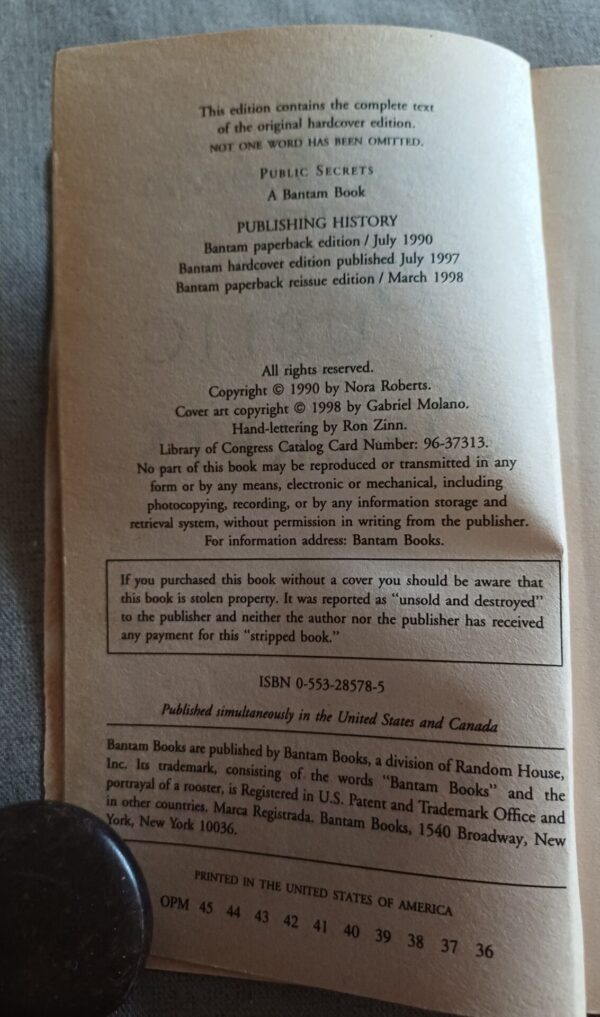 This edition contains the complete text
of the original hardcover edition.
NOT ONE WORD HAS BEEN OMITTED.
PUBLIC SECRETS
A Bantam Book
PUBLISHING HISTORY
Bantam paperback edition / July 1990
Bantam hardcover edition published July 1997
Bantam paperback reissue edition / March 1998
All rights reserved.
Copyright © 1990 by Nora Roberts.
Cover art copyright © 1998 by Gabriel Molano.
Hand-lettering by Ron Zinn.
Library of Congress Catalog Card Number: 96-37313.
No part of this book may be reproduced or transmitted in any
form or by any means, electronic or mechanical, including
photocopying, recording, or by any information storage and
retrieval system, without permission in writing from the publisher.
For information address: Bantam Books.
If you purchased this book without a cover you should be aware that
this book is stolen property. It was reported as “unsold and destroyed”
to the publisher and neither the author nor the publisher has received
any payment for this “stripped book.”
ISBN 0-553-28578-5
Published simultaneously in the United States and Canada
Bantam Books are published by Bantam Books, a division of Random House,
Inc. Its trademark, consisting of the words “Bantam Books” and the
portrayal of a rooster, is Registered in U.S. Patent and Trademark Office and
in other countries. Marca Registrada. Bantam Books, 1540 Broadway, New
York, New York 10036.
PRINTED IN THE UNITED STATES OF AMERICA
OPM 45 44 43 42 41 40 39 38 37 36